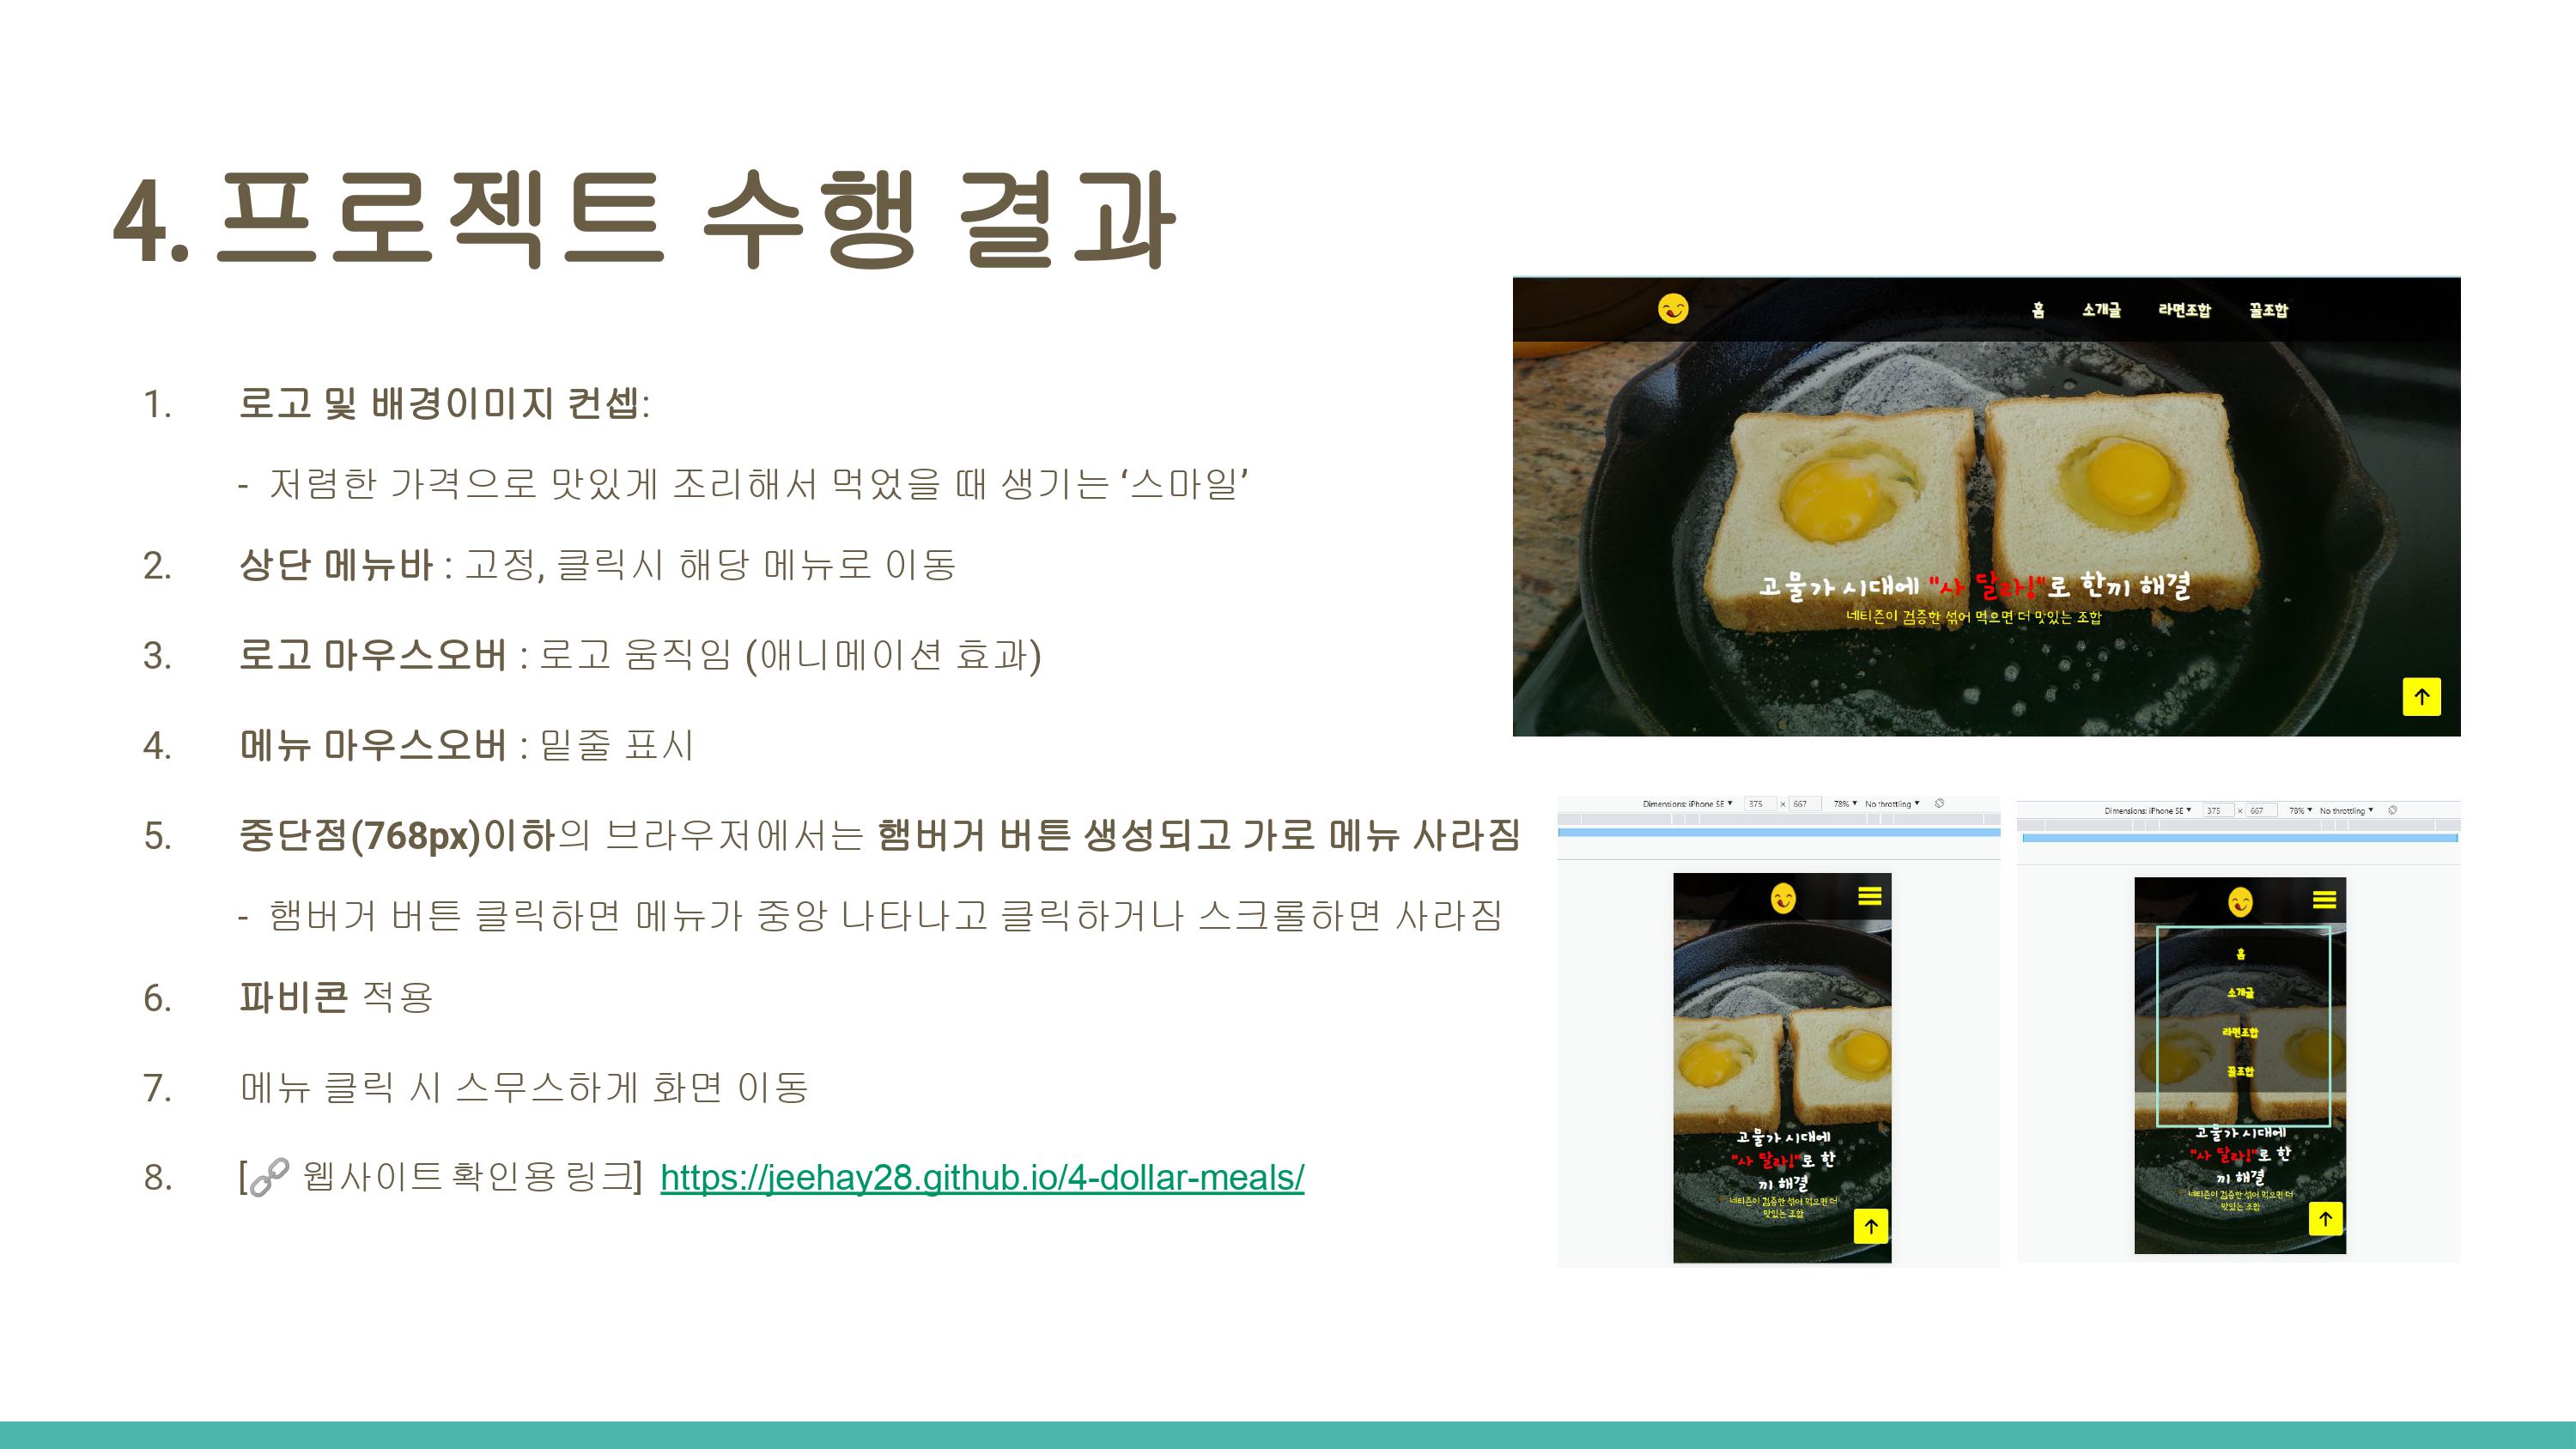 4. 프로젝트 수행 결과
1. 로고 및 배경이미지 컨셉:
- 저렴한 가격으로 맛있게 조리해서 먹었을 때 생기는 ‘스마일’
2. 상단 메뉴바 : 고정, 클릭시 해당 메뉴로 이동
3. 로고 마우스오버 : 로고 움직임 (애니메이션 효과)
4. 메뉴 마우스오버 : 밑줄 표시
5. 중단점(768px)이하의 브라우저에서는 햄버거 버튼 생성되고 가로 메뉴 사라짐
- 햄버거 버튼 클릭하면 메뉴가 중앙 나타나고 클릭하거나 스크롤하면 사라짐
6. 파비콘 적용
7. 메뉴 클릭 시 스무스하게 화면 이동
8. [🔗 웹사이트 확인용 링크] https://jeehay28.github.io/4-dollar-meals/
홈 소개글 라면조합 꿀조합
고물가 시대에 "사 달라!"로 한끼 해결
네티즌이 검증한 섞어 먹으면 더 맛있는 조합
Dimensions: iPhone SE ▼ 375 × 667 78% ▼ No throttling ▼
고물가 시대에
"사 달라!"로 한
끼 해결
네티즌이 검증한 섞어 먹으면 더
맛있는 조합
Dimensions: iPhone SE ▼ 375 × 667 78% ▼ No throttling ▼
홈
소개글
라면조합
꿀조합
고물가 시대에
"사 달라!"로 한
끼 해결
네티즌이 검증한 섞어 먹으면 더
맛있는 조합